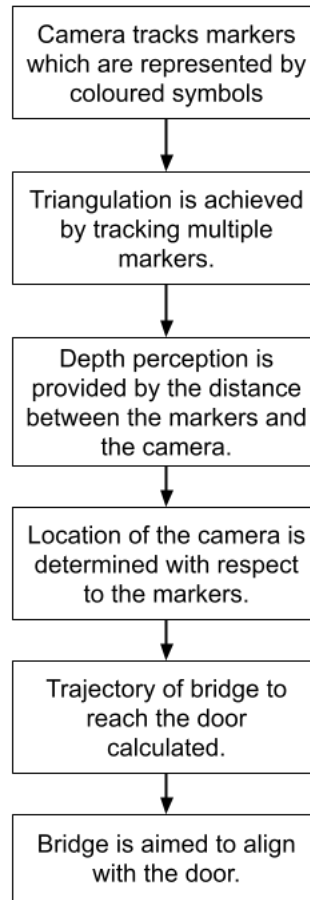 Camera tracks markers
which are represented by
coloured symbols
Triangulation is achieved
by tracking multiple
markers.
Depth perception is
provided by the distance
between the markers and
the camera.
Location of the camera is
determined with respect
to the markers.
Trajectory of bridge to
reach the door
calculated.
Bridge is aimed to align
with the door.